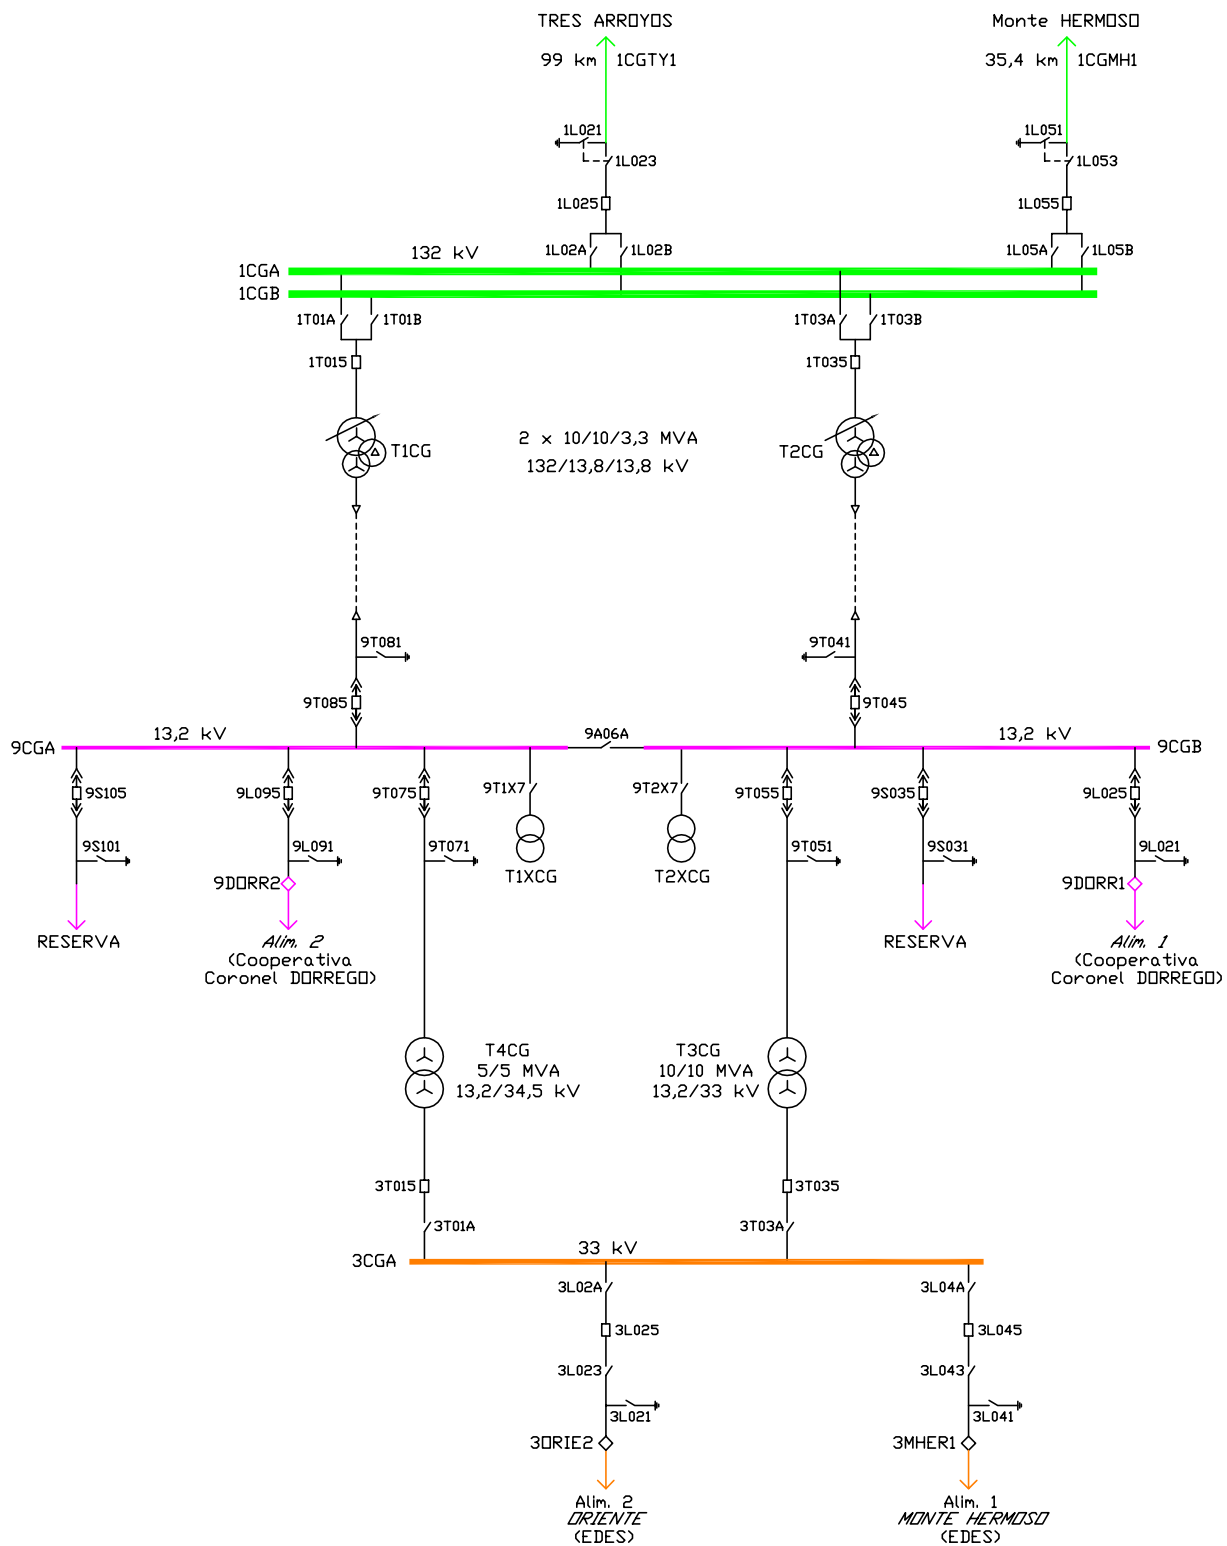 TRES ARROYOS
Monte HERMOSO
99 km
1CGTY1
35,4 km
1CGMH1
1L021
1L051
1L023
1L053
1L025
1L055
132 kV
1L02A
1L02B
1L05A
1L05B
1CGA
1CGB
1T01A
1T01B
1T03A
1T03B
1T015
1T035
2 x 10/10/3,3 MVA
T1CG
T2CG
132/13,8/13,8 kV
9T081
9T041
9T085
9T045
13,2 kV
9A06A
13,2 kV
9CGA
9CGB
9S105
9L095
9T075
9T1X7
9T2X7
9T055
9S035
9L025
9S101
9L091
9T071
9T051
9S031
9L021
T1XCG
T2XCG
9DORR2
9DORR1
RESERVA
Alim. 2
(Cooperativa
Coronel DORREGO)
RESERVA
Alim. 1
(Cooperativa
Coronel DORREGO)
T4CG
5/5 MVA
13,2/34,5 kV
T3CG
10/10 MVA
13,2/33 kV
3T015
3T035
3T01A
3T03A
33 kV
3CGA
3L02A
3L04A
3L025
3L045
3L023
3L043
3L021
3L041
3ORIE2
3MHER1
Alim. 2
ORIENTE
(EDES)
Alim. 1
MONTE HERMOSO
(EDES)